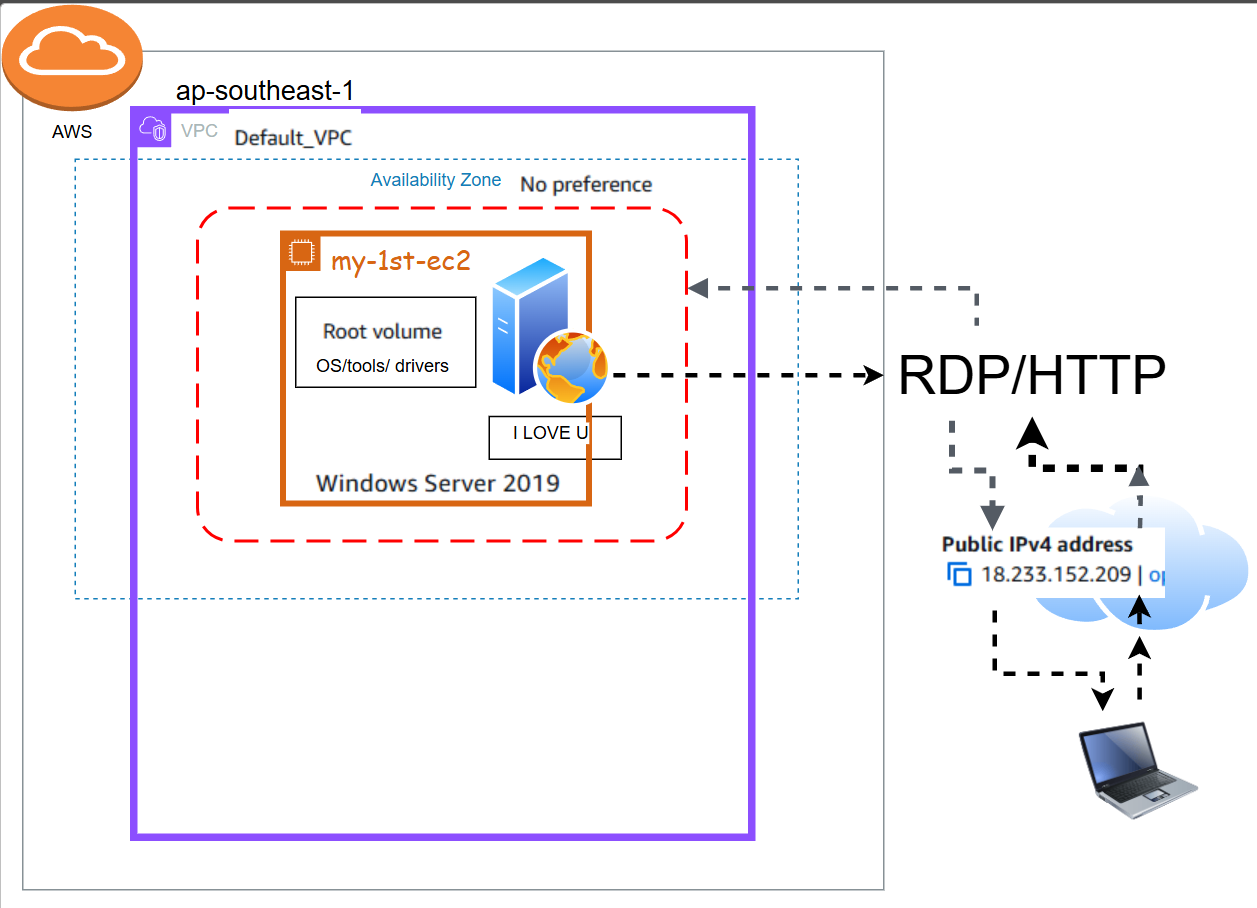 ap-southeast-1
AWS
VPC
Default_VPC
Availability Zone
No preference
my-1st-ec2
Root volume
OS/tools/ drivers
I LOVE U
Windows Server 2019
RDP/HTTP
Public IPv4 address
18.233.152.209 |